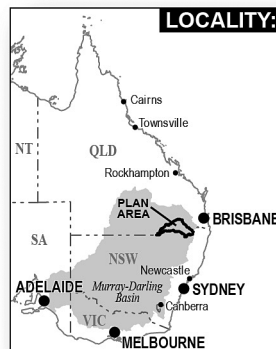 LOCALITY:
Cairns
Townsville
NT
QLD
Rockhampton
PLAN
AREA
BRISBANE
SA
NSW
Newcastle
ADELAIDE
Murray-Darling
Basin
SYDNEY
Canberra
VIC
MELBOURNE